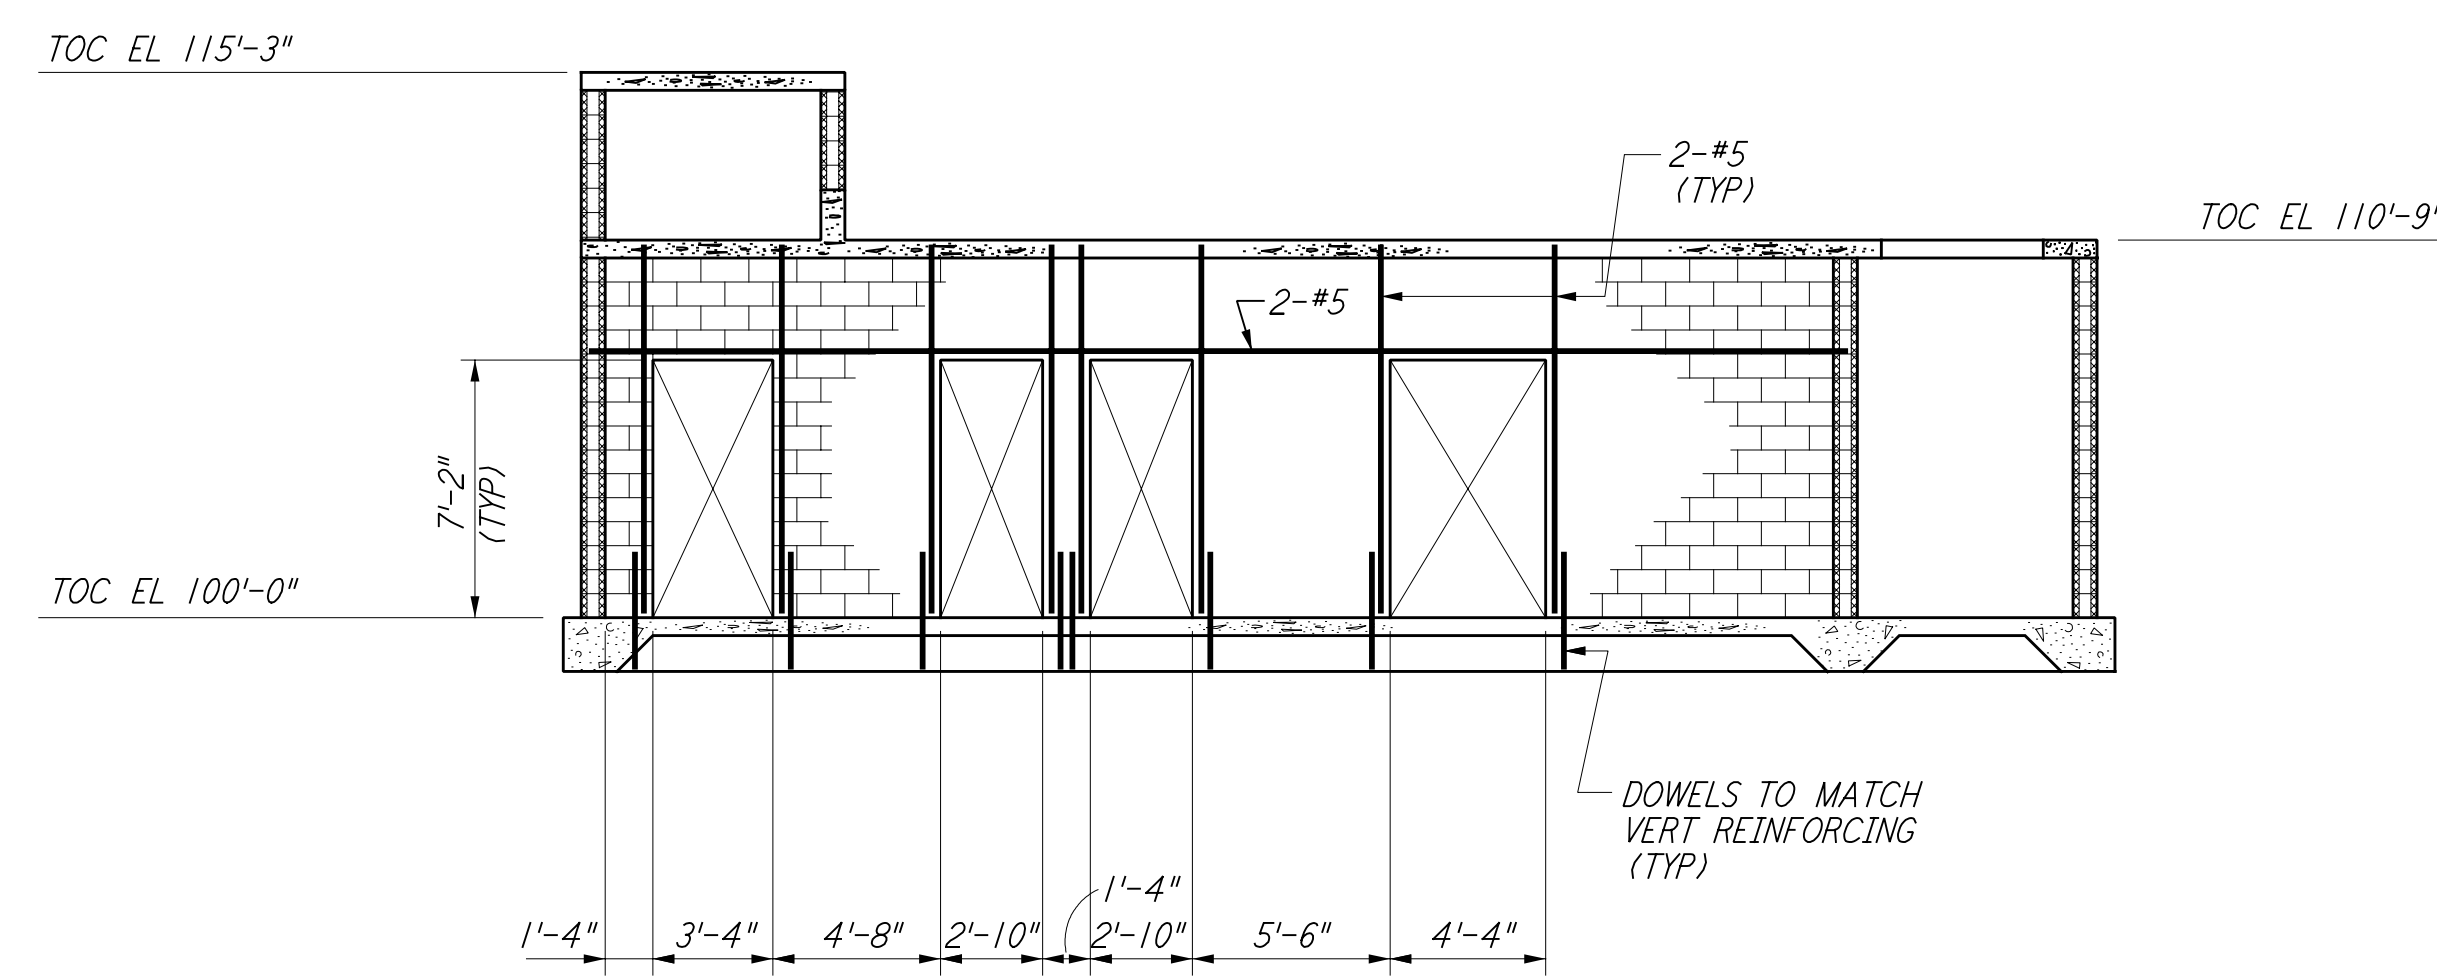 TOC EL 115'-3"
2-#5
(TYP)
TOC EL 110'-9"
2-#5
7'-2"
(TYP)
TOC EL 100'-0"
DOWELS TO MATCH
VERT REINFORCING
(TYP)
1'-4"
1'-4"
3'-4"
4'-8"
2'-10"
2'-10"
5'-6"
4'-4"